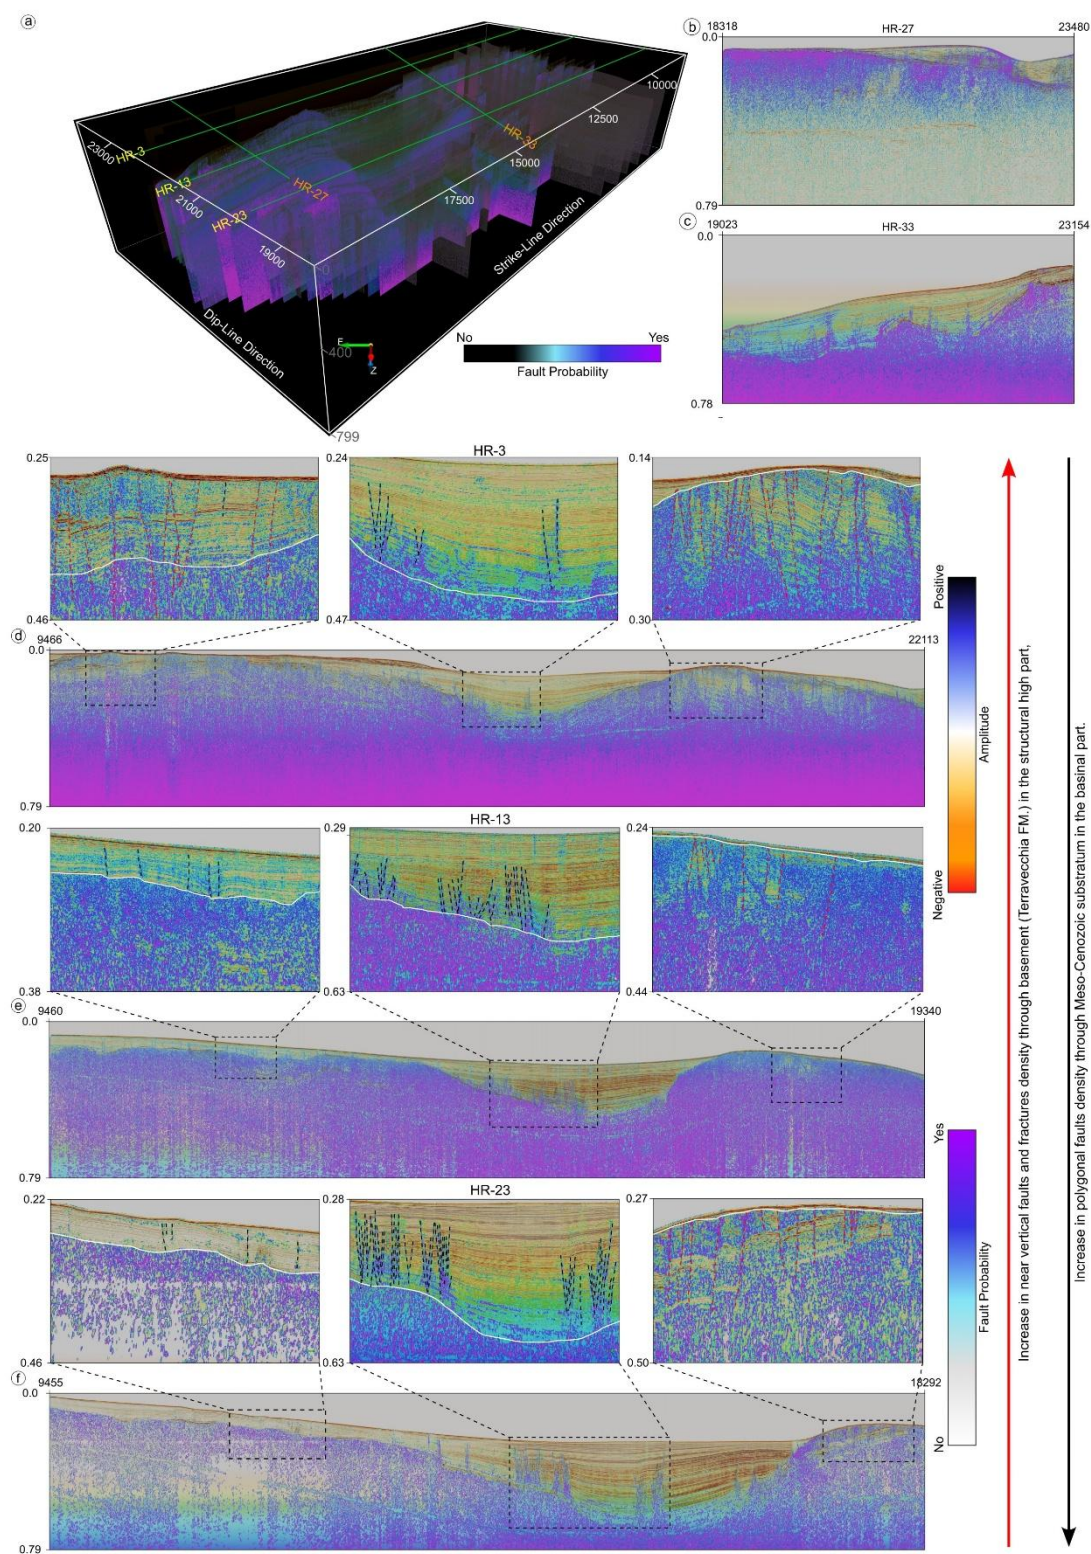 a
HR-3
HR-13
HR-23
HR-27
HR-33
23000
21000
19000
17500
15000
12500
10000
0
400
799
Dip-Line Direction
Strike-Line Direction
Z
No Yes
Fault Probability
b
18318 HR-27 23480
0.0
0.79
c
19023 HR-33 23154
0.0
0.78
HR-3
0.25 0.24 0.14
0.46 0.47 0.30
d
9466 22113
0.0
0.79
HR-13
0.20 0.29 0.24
0.38 0.63 0.44
e
9460 19340
0.0
0.79
HR-23
0.22 0.28 0.27
0.46 0.63 0.50
f
9455 18292
0.0
0.79
Positive
Amplitude
Negative
Yes
Fault Probability
No
Increase in near vertical faults and fractures density through basement (Terravecchia FM.) in the structural high part,
Increase in polygonal faults density through Meso-Cenozoic substratum in the basinal part.